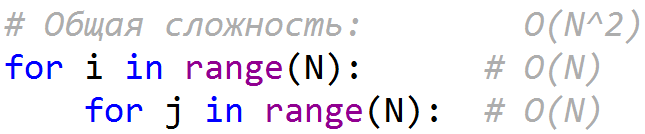 # Общая сложность:        O(N^2)
for i in range(N):      # O(N)
    for j in range(N):  # O(N)